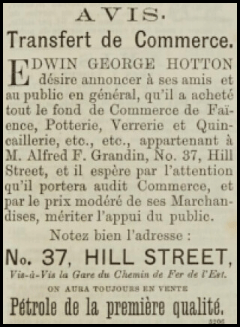 AVIS.
Transfert de Commerce.
EDWIN GEORGE HOTTON
désire annoncer à ses amis et
au public en général, qu'il a acheté
tout le fond de Commerce de Faï-
ence, Potterie, Verrerie et Quin-
caillerie, etc., etc., appartenant à
M. Alfred F. Grandin, No. 37, Hill
Street, et il espère par l'attention
qu'il portera audit Commerce, et
par le prix modéré de ses Marchan-
dises, mériter l'appui du public.
Notez bien l'adresse :
No. 37, HILL STREET,
Vis-à-Vis la Gare du Chemin de Fer de l'Est.
ON AURA TOUJOURS EN VENTE
Pétrole de la première qualité.